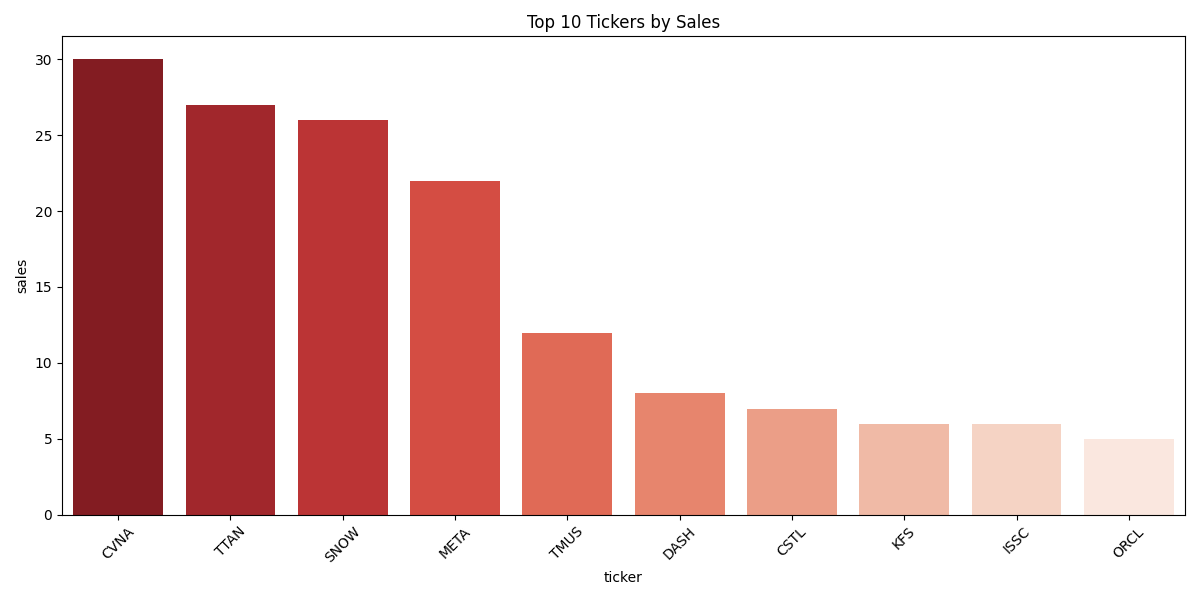 Top 10 Tickers by Sales
sales
30
25
20
15
10
5
0
CVNA
TTAN
SNOW
META
TMUS
DASH
CSTL
KFS
ISSC
ORCL
ticker